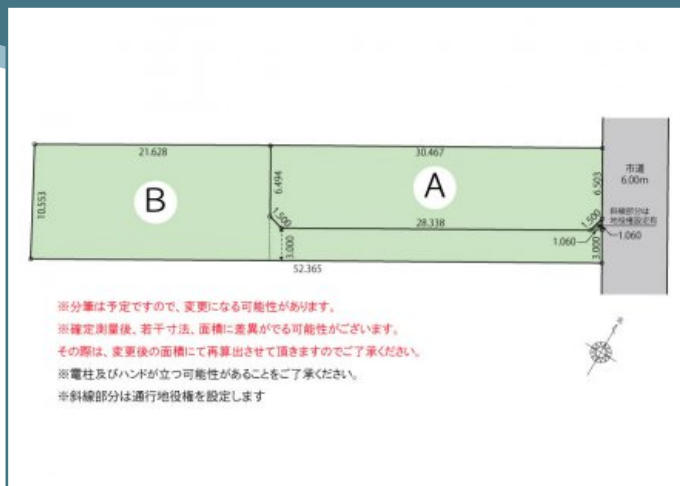 21.628
30.467
10.553
B
6.494
A
6.503
市道
6.00m
1.500
28.338
1.500
斜線部分は
地役権設定有
3.000
1.060
1.060
3.000
52.365
※分筆は予定ですので、変更になる可能性があります。
※確定測量後、若干寸法、面積に差異がでる可能性がございます。
その際は、変更後の面積にて再算出させて頂きますのでご了承ください。
※電柱及びハンドが立つ可能性があることをご了承ください。
※斜線部分は通行地役権を設定します